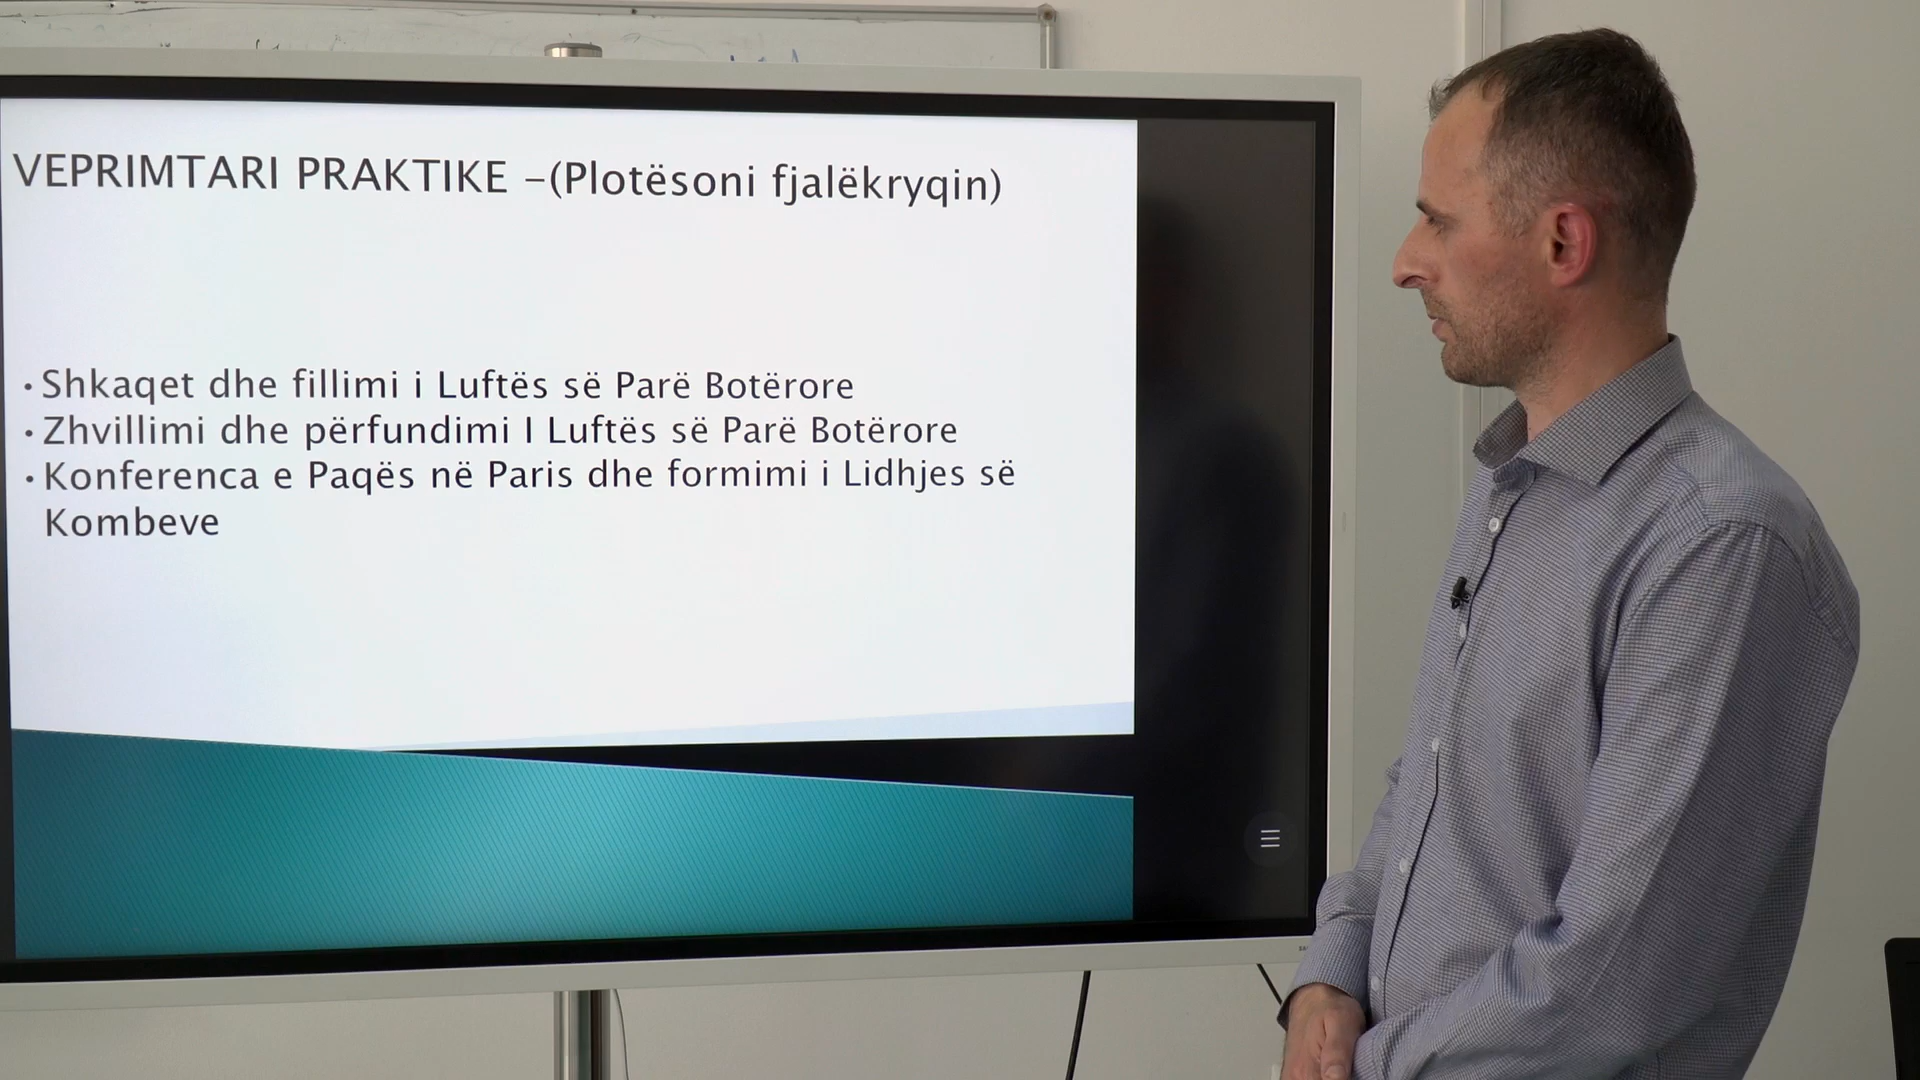 VEPRIMTARI PRAKTIKE –(Plotësoni fjalëkryqin)
• Shkaqet dhe fillimi i Luftës së Parë Botërore
• Zhvillimi dhe përfundimi I Luftës së Parë Botërore
• Konferenca e Paqës në Paris dhe formimi i Lidhjes së
Kombeve